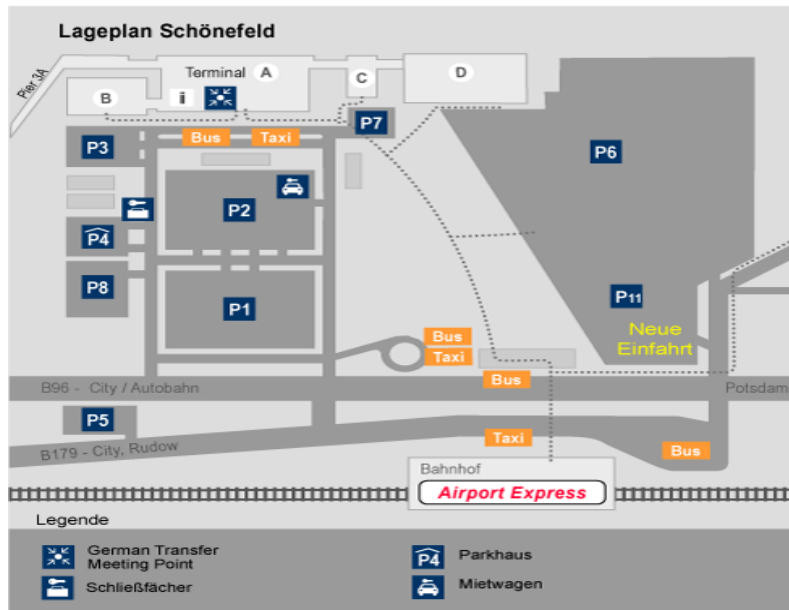 Lageplan Schönefeld
Pier 3A
Terminal A
B
i
C
D
P3
Bus
Taxi
P7
P6
P2
P4
P8
P1
P11
Neue
Einfahrt
Bus
Taxi
Bus
B96 - City / Autobahn
Potsdam
P5
B179 - City, Rudow
Taxi
Bus
Bahnhof
Airport Express
Legende
German Transfer
Meeting Point
P4 Parkhaus
Schließfächer
Mietwagen